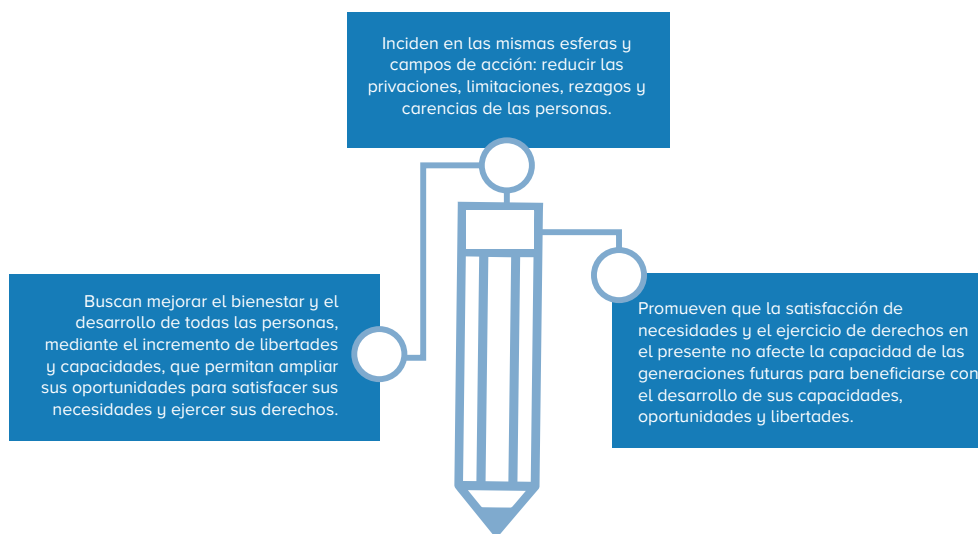 Inciden en las mismas esferas y
campos de acción: reducir las
privaciones, limitaciones, rezagos y
carencias de las personas.
Buscan mejorar el bienestar y el
desarrollo de todas las personas,
mediante el incremento de libertades
y capacidades, que permitan ampliar
sus oportunidades para satisfacer sus
necesidades y ejercer sus derechos.
Promueven que la satisfacción de
necesidades y el ejercicio de derechos en
el presente no afecte la capacidad de las
generaciones futuras para beneficiarse con
el desarrollo de sus capacidades,
oportunidades y libertades.